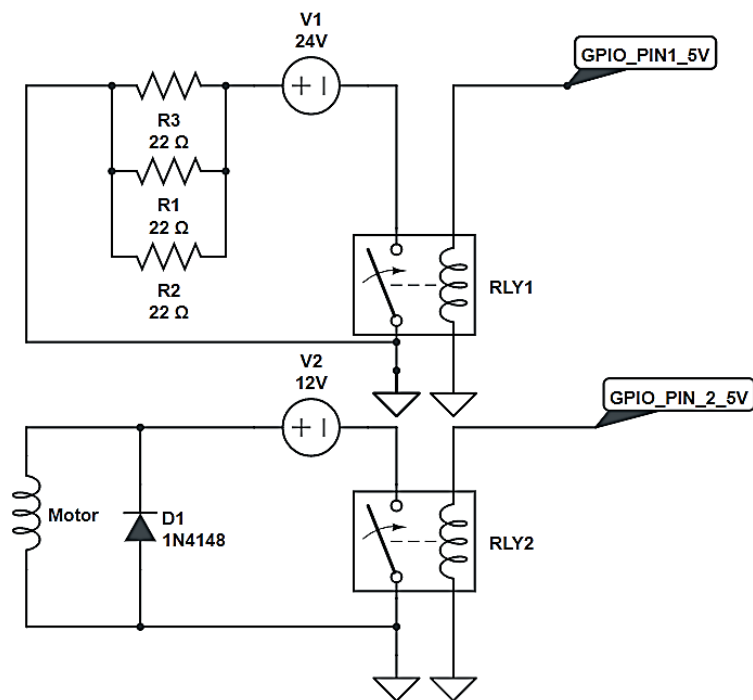 V1
24V
GPIO_PIN1_5V
R3
22 Ω
R1
22 Ω
R2
22 Ω
RLY1
V2
12V
GPIO_PIN_2_5V
Motor
D1
1N4148
RLY2